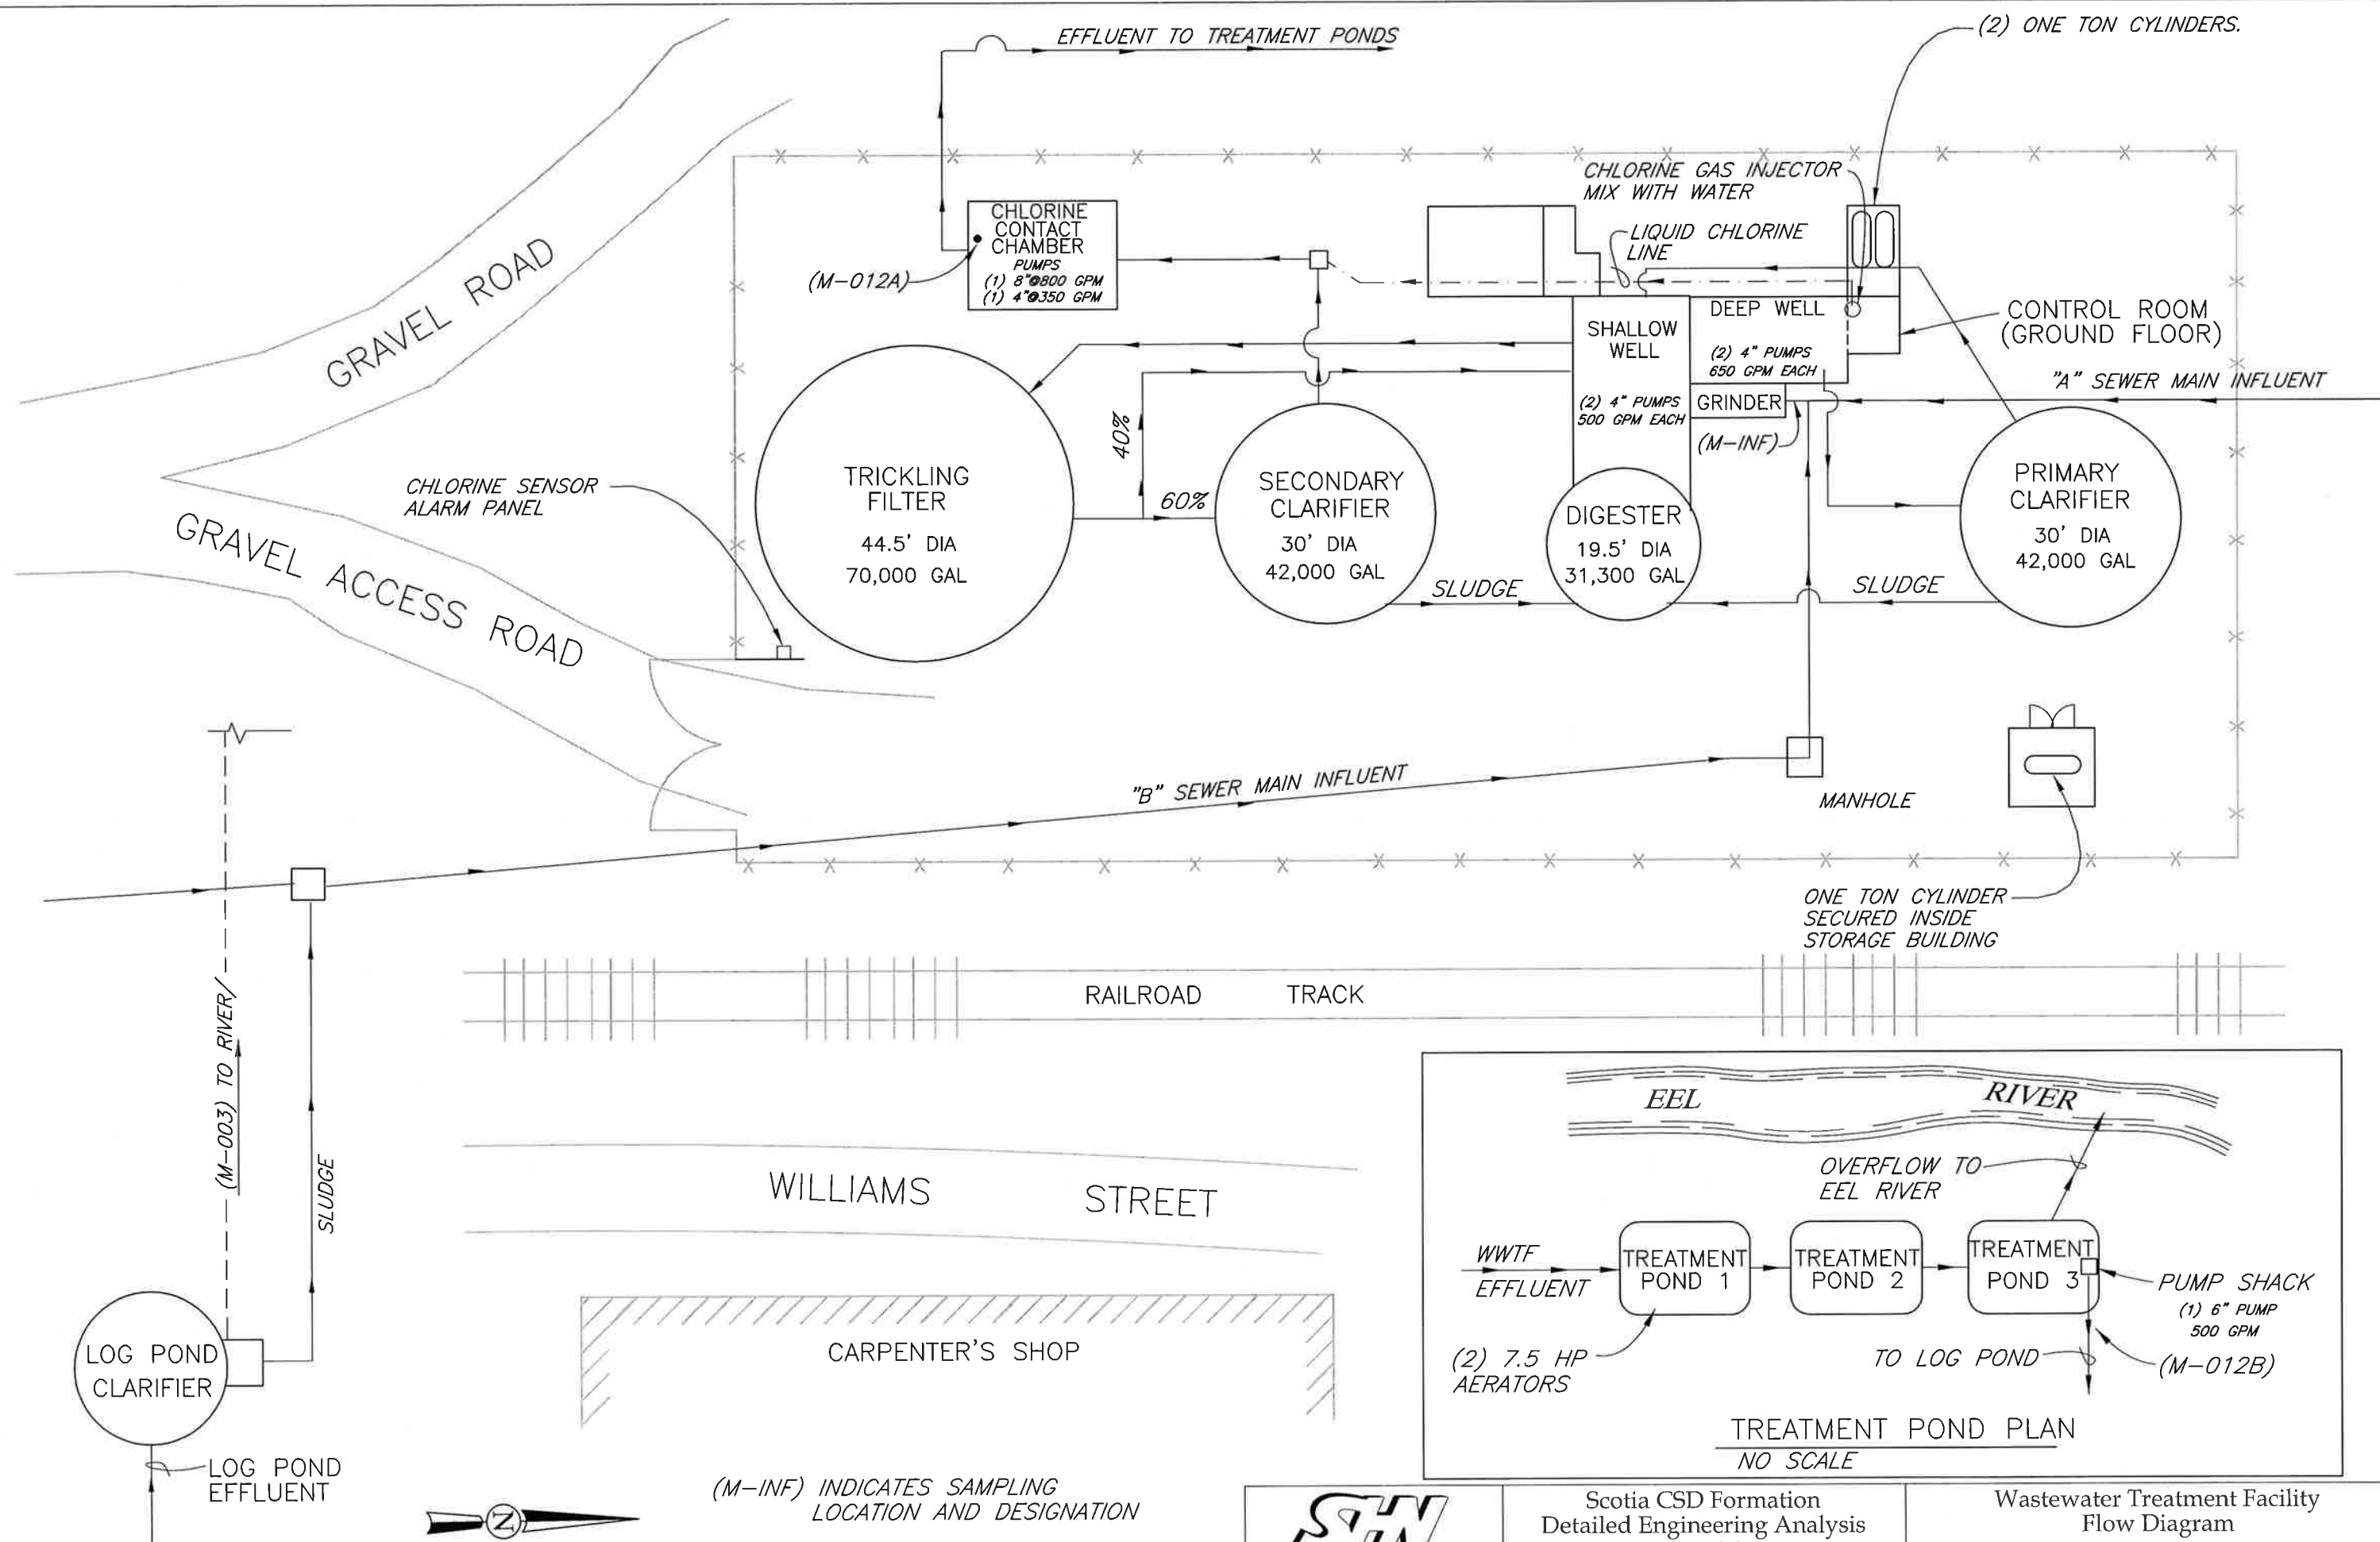 EFFLUENT TO TREATMENT PONDS
(2) ONE TON CYLINDERS.
CHLORINE GAS INJECTOR
MIX WITH WATER
CHLORINE
CONTACT
CHAMBER
PUMPS
(1) 8"@800 GPM
(1) 4"@350 GPM
(M-012A)
LIQUID CHLORINE
LINE
GRAVEL ROAD
SHALLOW
WELL
(2) 4" PUMPS
500 GPM EACH
DEEP WELL
(2) 4" PUMPS
650 GPM EACH
CONTROL ROOM
(GROUND FLOOR)
"A" SEWER MAIN INFLUENT
GRINDER
(M-INF)
40%
60%
CHLORINE SENSOR
ALARM PANEL
TRICKLING
FILTER
44.5' DIA
70,000 GAL
SECONDARY
CLARIFIER
30' DIA
42,000 GAL
DIGESTER
19.5' DIA
31,300 GAL
PRIMARY
CLARIFIER
30' DIA
42,000 GAL
SLUDGE
SLUDGE
GRAVEL ACCESS ROAD
"B" SEWER MAIN INFLUENT
MANHOLE
ONE TON CYLINDER
SECURED INSIDE
STORAGE BUILDING
RAILROAD TRACK
(M-003) TO RIVER
SLUDGE
WILLIAMS STREET
CARPENTER'S SHOP
LOG POND
CLARIFIER
LOG POND
EFFLUENT
N
(M-INF) INDICATES SAMPLING
LOCATION AND DESIGNATION
EEL RIVER
OVERFLOW TO
EEL RIVER
WWTF
EFFLUENT
TREATMENT
POND 1
TREATMENT
POND 2
TREATMENT
POND 3
PUMP SHACK
(1) 6" PUMP
500 GPM
(2) 7.5 HP
AERATORS
TO LOG POND
(M-012B)
TREATMENT POND PLAN
NO SCALE
SHN
Scotia CSD Formation
Detailed Engineering Analysis
Wastewater Treatment Facility
Flow Diagram